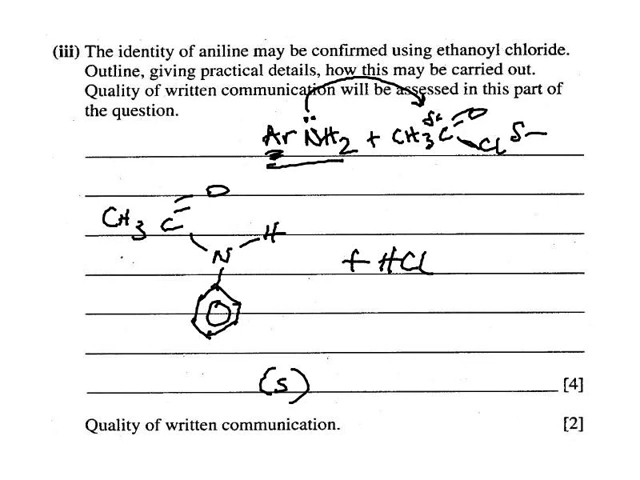 (iii) The identity of aniline may be confirmed using ethanoyl chloride.
Outline, giving practical details, how this may be carried out.
Quality of written communication will be assessed in this part of
the question.
Ar NH2 + CH3 C O Cl δ+ δ−
CH3 C O
N H + HCl
(s) [4]
Quality of written communication. [2]